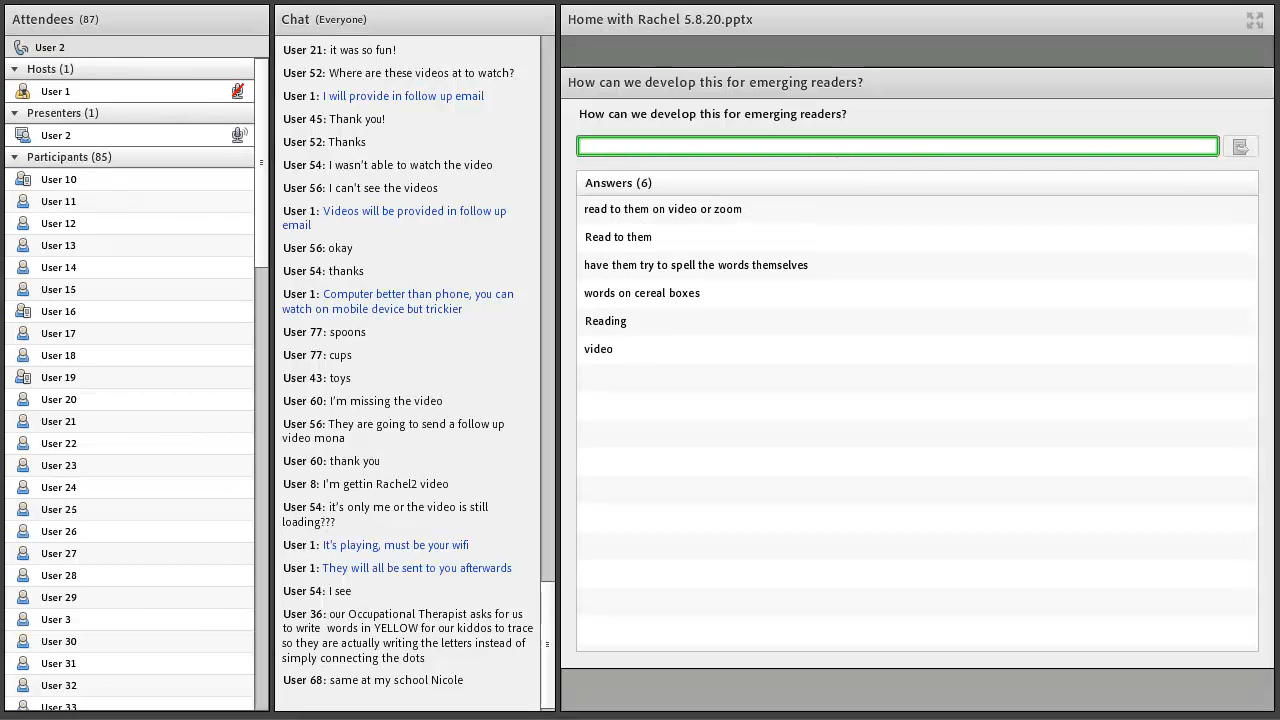 Attendees (87)
User 2
Hosts (1)
User 1
Presenters (1)
User 2
Participants (85)
User 10
User 11
User 12
User 13
User 14
User 15
User 16
User 17
User 18
User 19
User 20
User 21
User 22
User 23
User 24
User 25
User 26
User 27
User 28
User 29
User 3
User 30
User 31
User 32
User 33
Chat (Everyone)
User 21: it was so fun!
User 52: Where are these videos at to watch?
User 1: I will provide in follow up email
User 45: Thank you!
User 52: Thanks
User 54: I wasn't able to watch the video
User 56: I can't see the videos
User 1: Videos will be provided in follow up
email
User 56: okay
User 54: thanks
User 1: Computer better than phone, you can
watch on mobile device but trickier
User 77: spoons
User 77: cups
User 43: toys
User 60: I'm missing the video
User 56: They are going to send a follow up
video mona
User 60: thank you
User 8: I'm gettin Rachel2 video
User 54: it's only me or the video is still
loading???
User 1: It's playing, must be your wifi
User 1: They will all be sent to you afterwards
User 54: I see
User 36: our Occupational Therapist asks for us
to write words in YELLOW for our kiddos to trace
so they are actually writing the letters instead of
simply connecting the dots
User 68: same at my school Nicole
Home with Rachel 5.8.20.pptx
How can we develop this for emerging readers?
How can we develop this for emerging readers?
Answers (6)
read to them on video or zoom
Read to them
have them try to spell the words themselves
words on cereal boxes
Reading
video